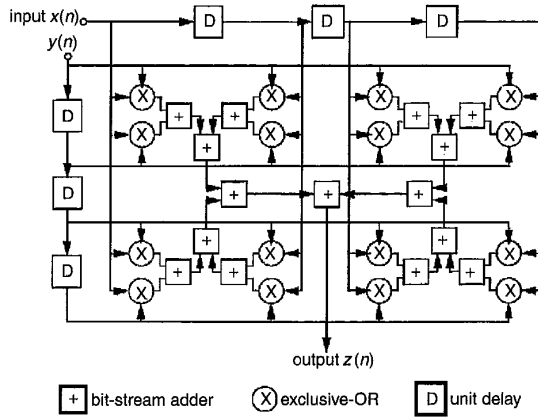 input x(n)
D
D
D
y(n)
X X X X
+ + + +
D
X X X X
+ +
D
+ + +
+ +
X X X X
D
+ + + +
X X X X
output z(n)
+ bit-stream adder
X exclusive-OR
D unit delay